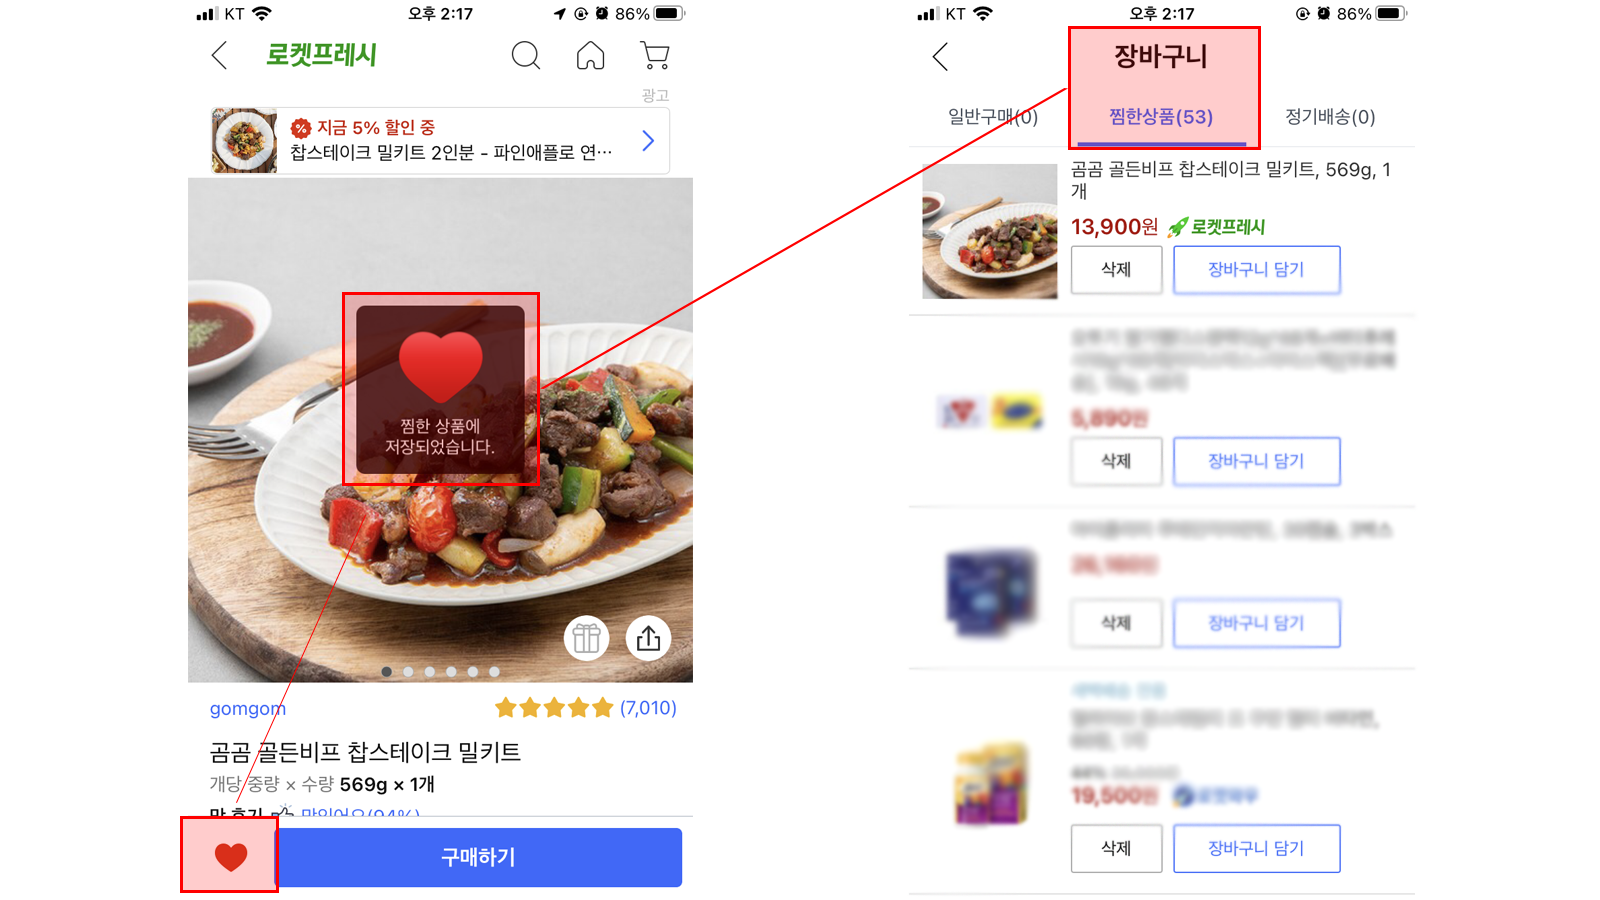 KT
오후 2:17
86%
로켓프레시
광고
지금 5% 할인 중
찹스테이크 밀키트 2인분 - 파인애플로 연…
찜한 상품에
저장되었습니다.
gomgom
(7,010)
곰곰 골든비프 찹스테이크 밀키트
개당 중량 × 수량 569g × 1개
맛 후기 맛있어요(94%)
구매하기
KT
오후 2:17
86%
장바구니
일반구매(0)
찜한상품(53)
정기배송(0)
곰곰 골든비프 찹스테이크 밀키트, 569g, 1
개
13,900원 로켓프레시
삭제
장바구니 담기
5,890원
삭제
장바구니 담기
삭제
장바구니 담기
19,500원
삭제
장바구니 담기